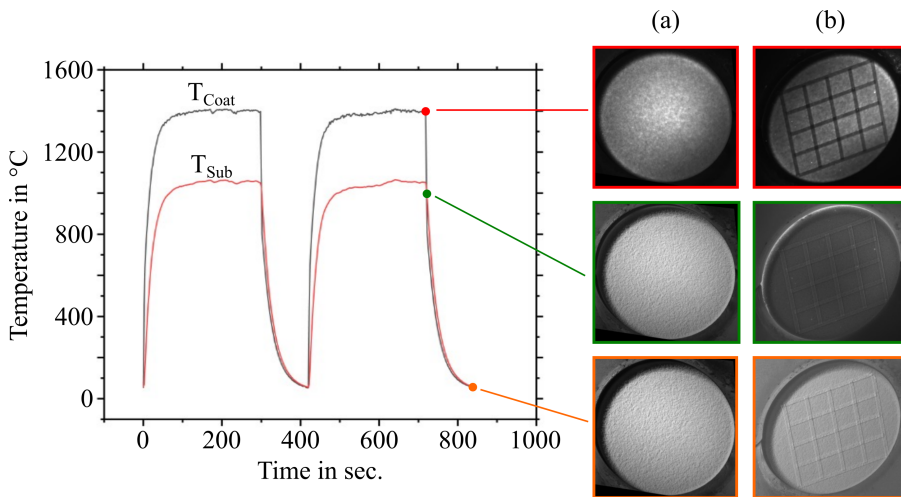 (a) (b)
1600
T_Coat
1200
T_Sub
800
400
0
0 200 400 600 800 1000
Temperature in °C
Time in sec.